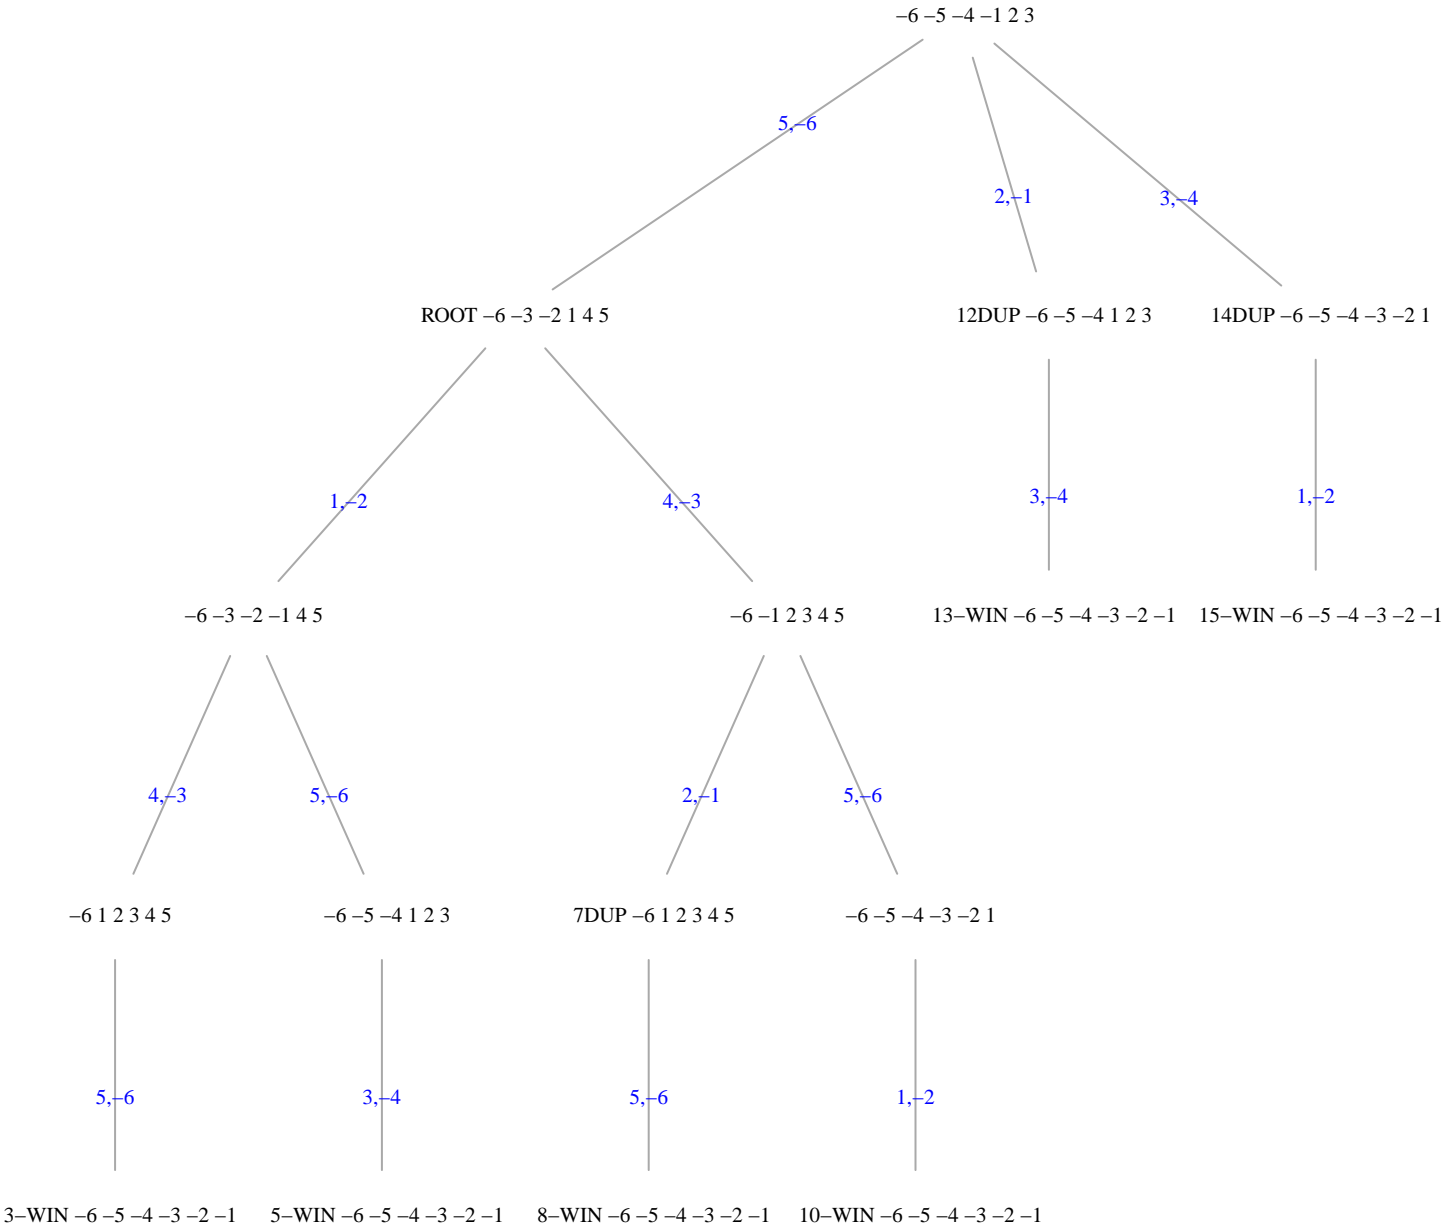 –6 –5 –4 –1 2 3
5,–6
2,–1
3,–4
ROOT –6 –3 –2 1 4 5
12DUP –6 –5 –4 1 2 3
14DUP –6 –5 –4 –3 –2 1
1,–2
4,–3
3,–4
1,–2
–6 –3 –2 –1 4 5
–6 –1 2 3 4 5
13–WIN –6 –5 –4 –3 –2 –1
15–WIN –6 –5 –4 –3 –2 –1
4,–3
5,–6
2,–1
5,–6
–6 1 2 3 4 5
–6 –5 –4 1 2 3
7DUP –6 1 2 3 4 5
–6 –5 –4 –3 –2 1
5,–6
3,–4
5,–6
1,–2
3–WIN –6 –5 –4 –3 –2 –1
5–WIN –6 –5 –4 –3 –2 –1
8–WIN –6 –5 –4 –3 –2 –1
10–WIN –6 –5 –4 –3 –2 –1